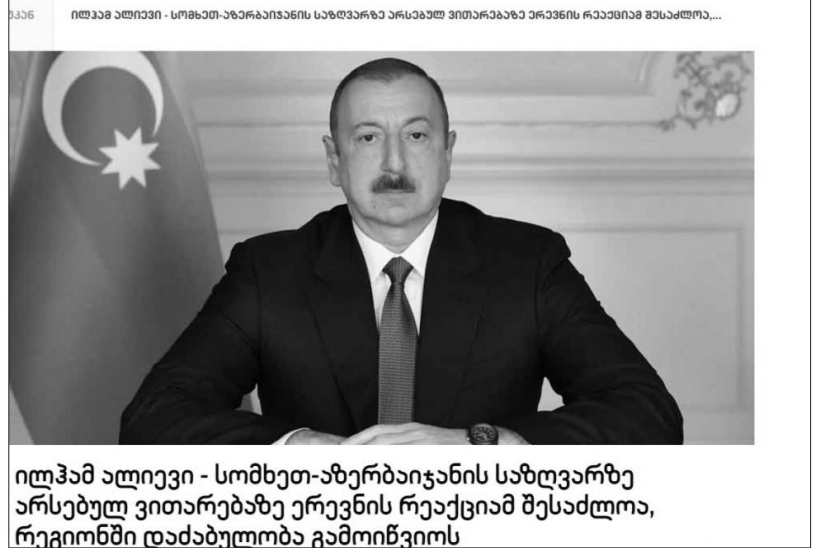 ᲣᲙᲐᲜ
ᲘᲚᲰᲐᲛ ᲐᲚᲘᲔᲕᲘ - ᲡᲝᲛᲮᲔᲗ-ᲐᲖᲔᲠᲑᲐᲘᲯᲐᲜᲘᲡ ᲡᲐᲖᲦᲕᲐᲠᲖᲔ ᲐᲠᲡᲔᲑᲣᲚ ᲕᲘᲗᲐᲠᲔᲑᲐᲖᲔ ᲔᲠᲔᲕᲜᲘᲡ ᲠᲔᲐᲥᲪᲘᲐᲛ ᲨᲔᲡᲐᲫᲚᲝᲐ,...
ილჰამ ალიევი - სომხეთ-აზერბაიჯანის საზღვარზე
არსებულ ვითარებაზე ერევნის რეაქციამ შესაძლოა,
რეგიონში დაძაბულობა გამოიწვიოს